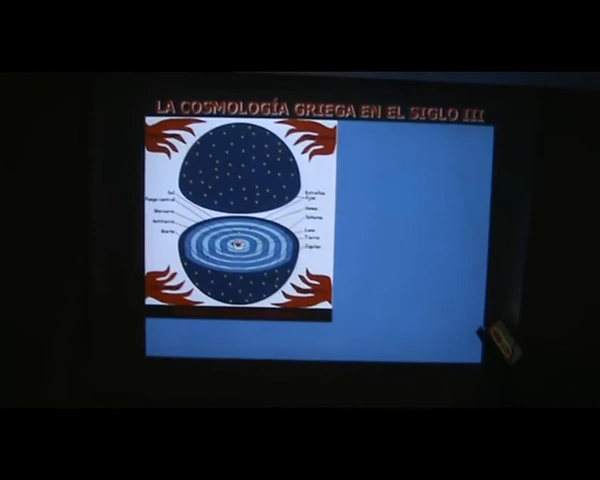 LA COSMOLOGÍA GRIEGA EN EL SIGLO III
Sol
Fuego central
Mercurio
Antitierra
Marte
Estrellas
fijas
Venus
Saturno
Luna
Tierra
Júpiter